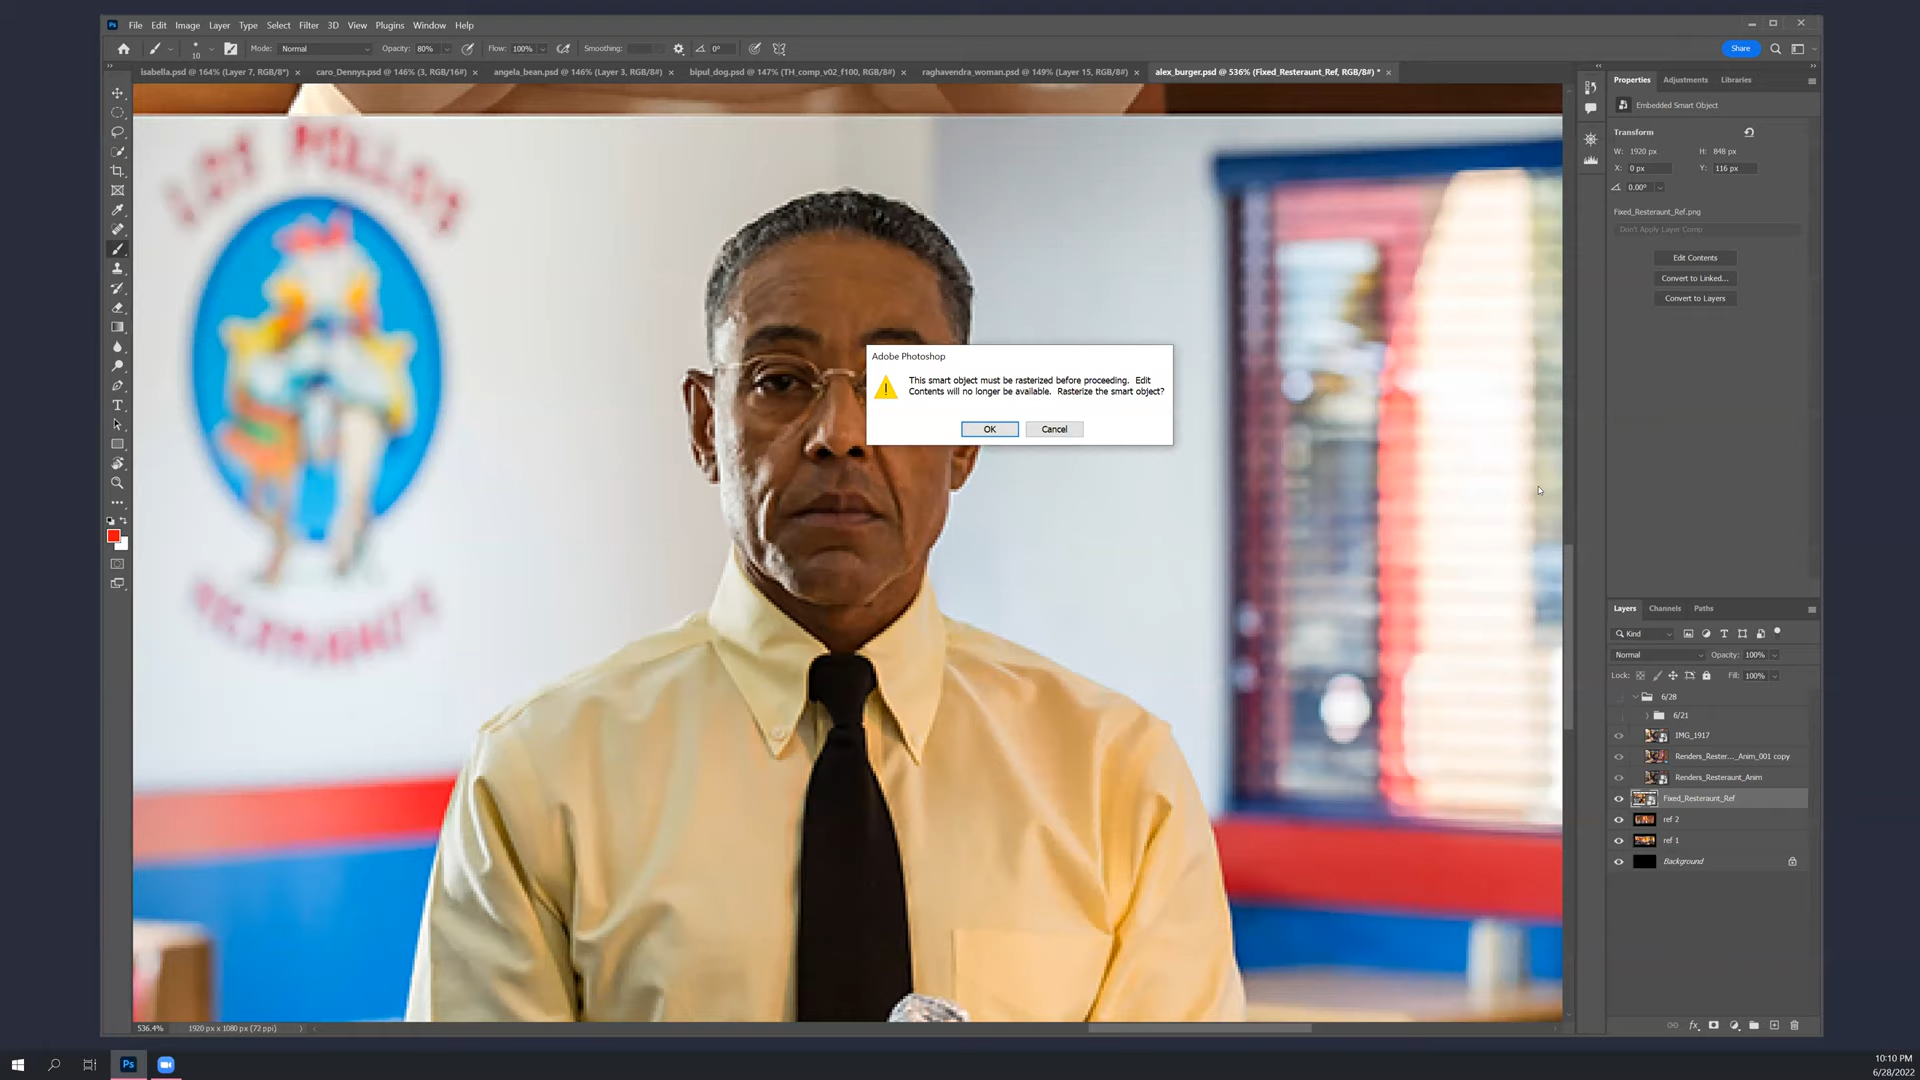 File Edit Image Layer Type Select Filter 3D View Plugins Window Help
10 Mode: Normal Opacity: 80% Flow: 100% Smoothing: 0° Share
isabella.psd @ 164% (Layer 7, RGB/8*) × caro_Dennys.psd @ 146% (3, RGB/16#) × angela_bean.psd @ 146% (Layer 3, RGB/8#) × bipul_dog.psd @ 147% (TH_comp_v02_f100, RGB/8#) × raghavendra_woman.psd @ 149% (Layer 15, RGB/8#) × alex_burger.psd @ 536% (Fixed_Resteraunt_Ref, RGB/8#) * ×
Properties Adjustments Libraries
Embedded Smart Object
Transform
W: 1920 px H: 848 px
X: 0 px Y: 116 px
0.00°
Fixed_Resteraunt_Ref.png
Don't Apply Layer Comp
Edit Contents
Convert to Linked...
Convert to Layers
LOS POLLOS
HERMANOS
Adobe Photoshop
This smart object must be rasterized before proceeding. Edit
Contents will no longer be available. Rasterize the smart object?
OK Cancel
Layers Channels Paths
Kind
Normal Opacity: 100%
Lock: Fill: 100%
6/28
6/21
IMG_1917
Renders_Rester..._Anim_001 copy
Renders_Resteraunt_Anim
Fixed_Resteraunt_Ref
ref 2
ref 1
Background
536.4% 1920 px x 1080 px (72 ppi)
Ps
10:10 PM
6/28/2022